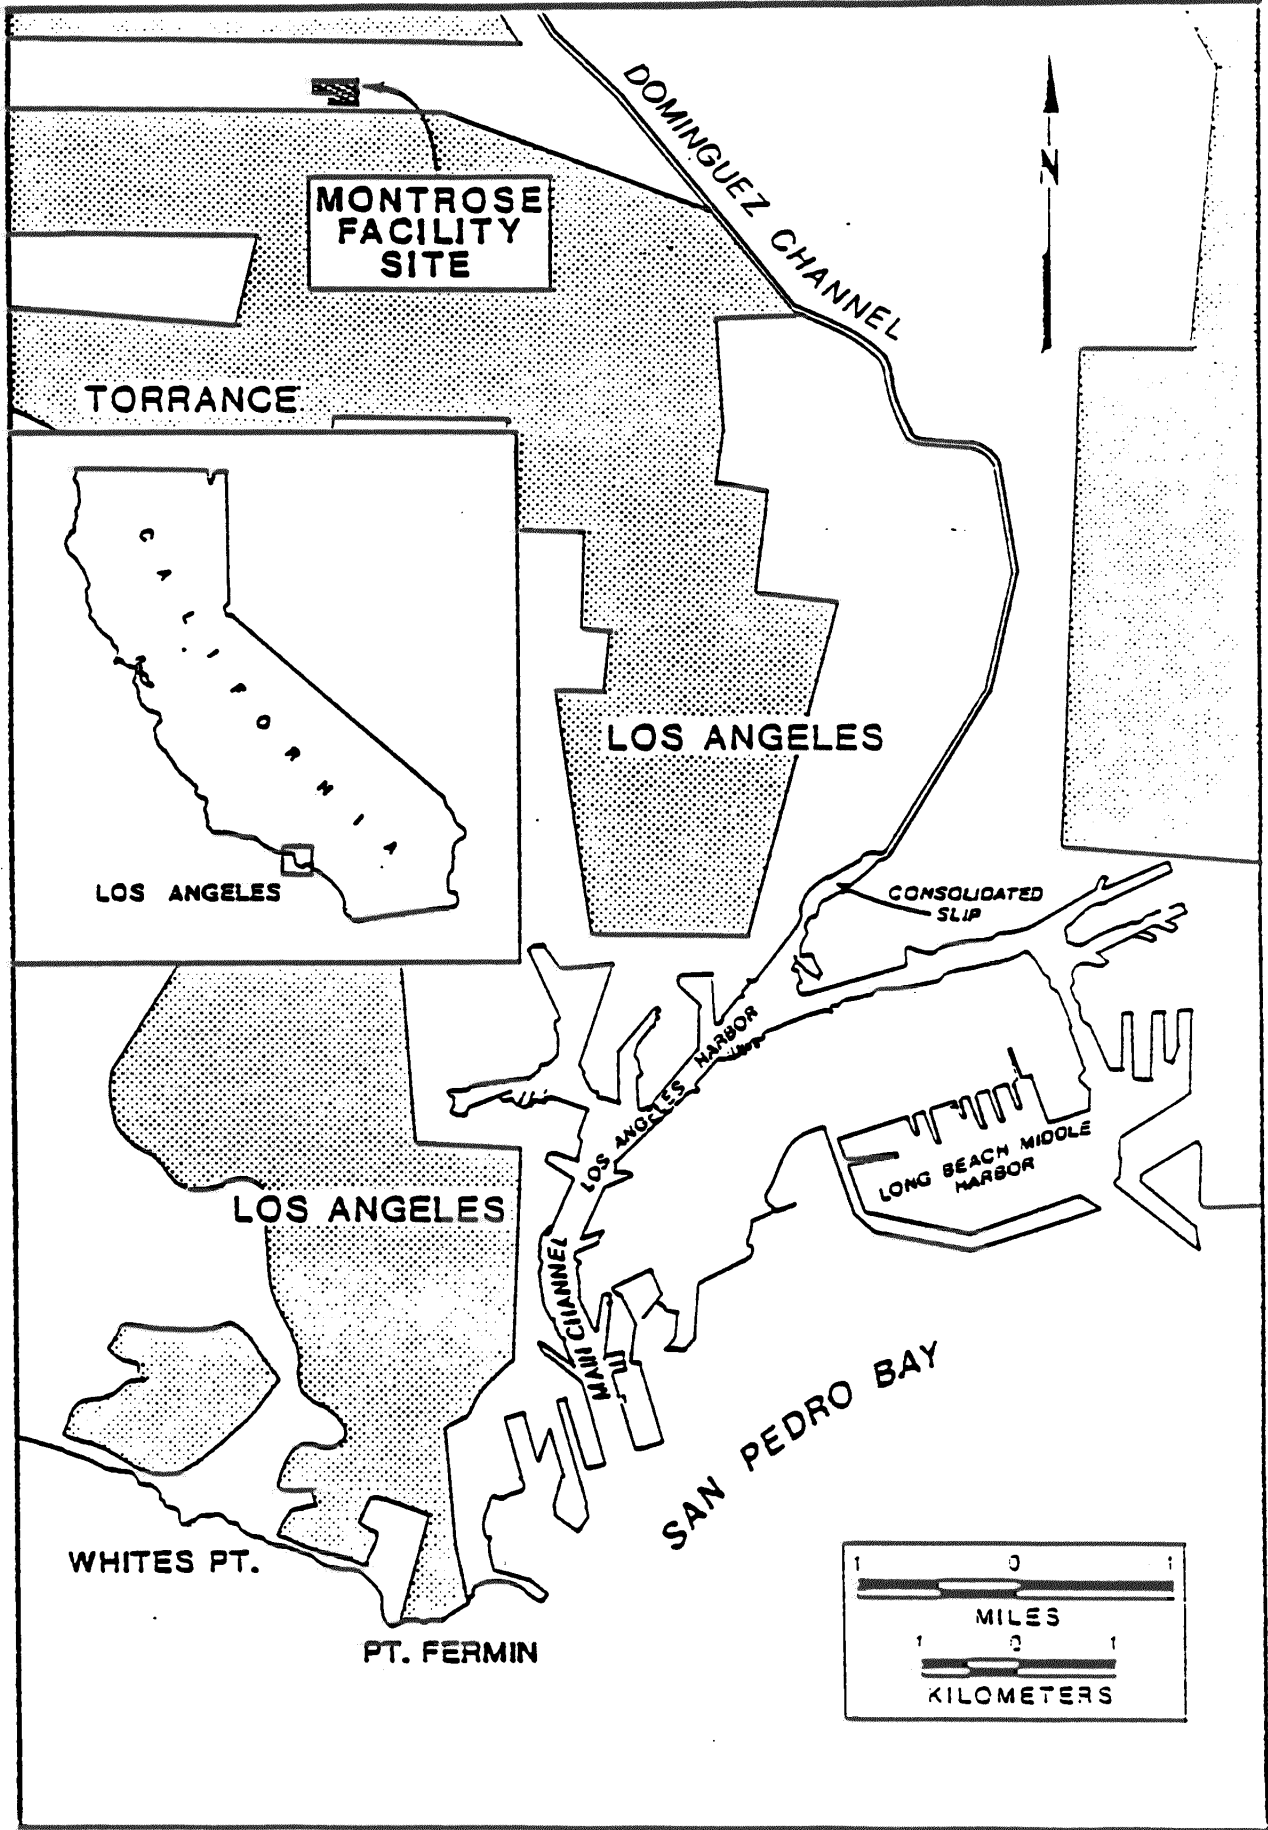 DOMINGUEZ CHANNEL
N
MONTROSE
FACILITY
SITE
TORRANCE
CALIFORNIA
LOS ANGELES
LOS ANGELES
CONSOLIDATED
SLIP
LOS ANGELES HARBOR
LONG BEACH MIDDLE
HARBOR
LOS ANGELES
MAIN CHANNEL
SAN PEDRO BAY
WHITES PT.
PT. FERMIN
1 0 1
MILES
1 0 1
KILOMETERS